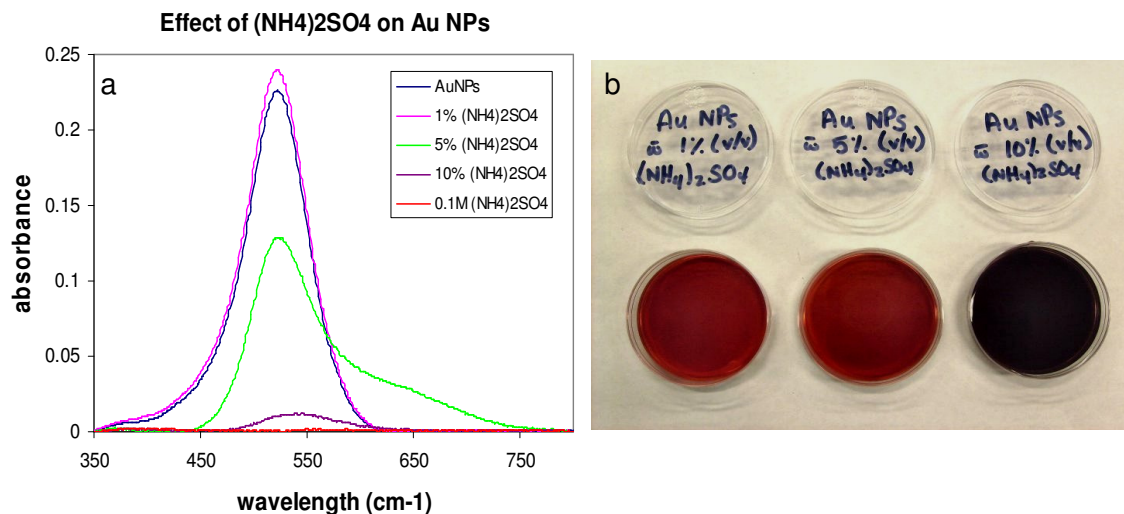 Effect of (NH4)2SO4 on Au NPs
a
0.25
0.2
0.15
0.1
0.05
0
absorbance
AuNPs
1% (NH4)2SO4
5% (NH4)2SO4
10% (NH4)2SO4
0.1M (NH4)2SO4
350
450
550
650
750
wavelength (cm-1)
b
Au NPs
c̄ 1% (v/v)
(NH4)2SO4
Au NPs
c̄ 5% (v/v)
(NH4)2SO4
Au NPs
c̄ 10% (v/v)
(NH4)2SO4